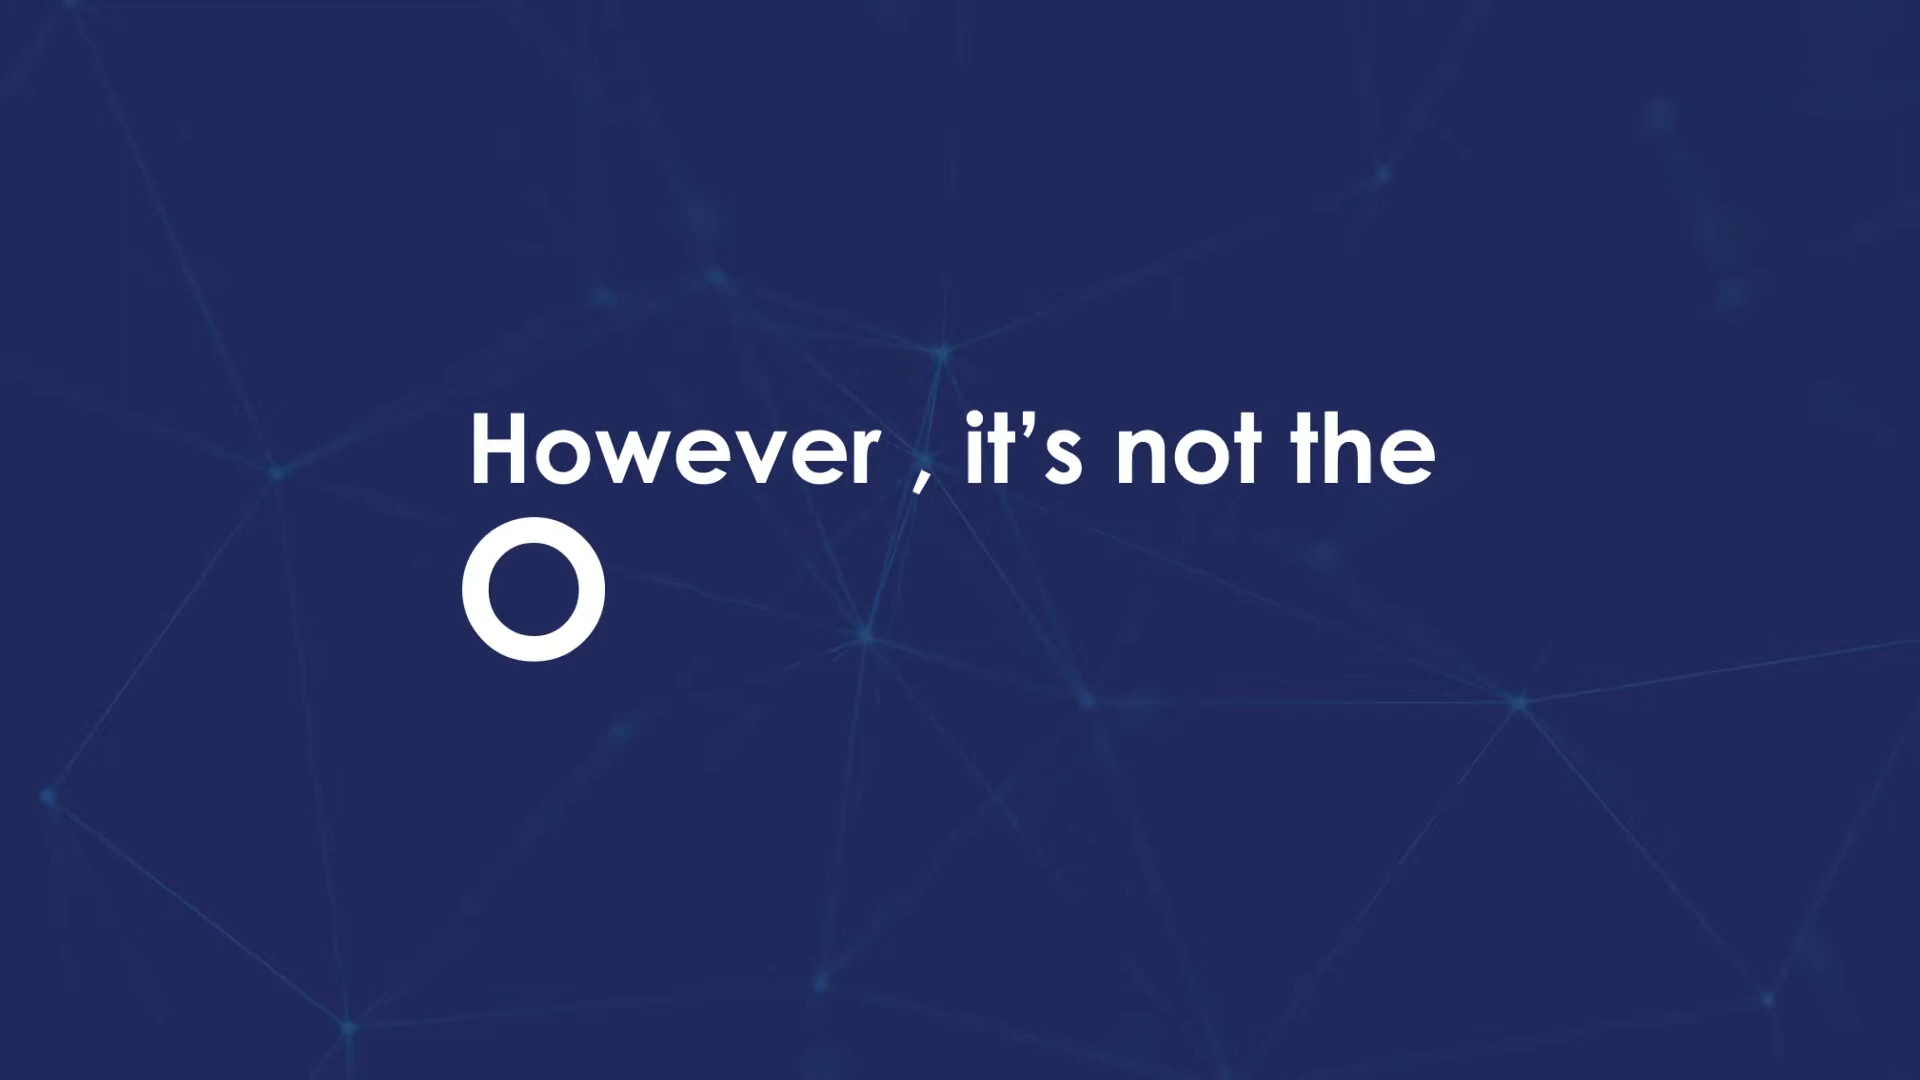 However , it’s not the
O